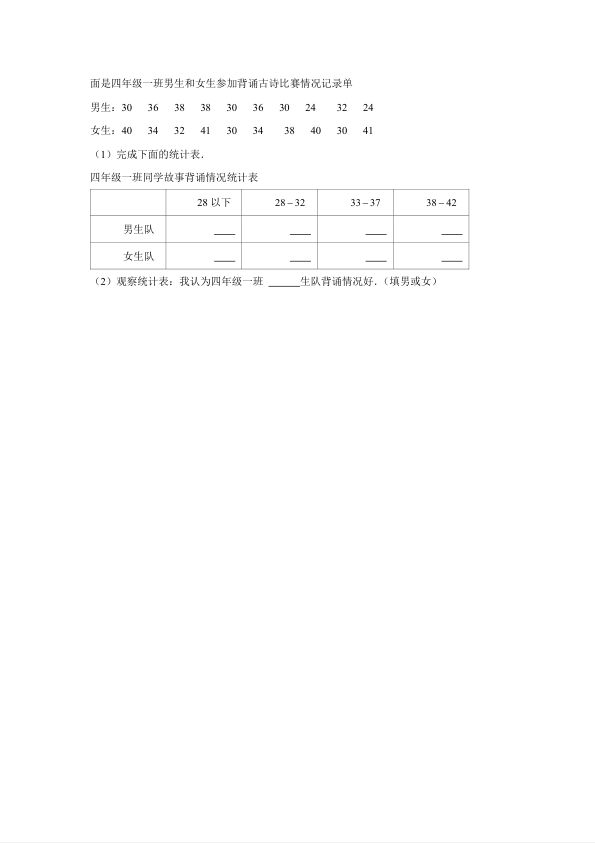 面是四年级一班男生和女生参加背诵古诗比赛情况记录单
男生：30 36 38 38 30 36 30 24 32 24
女生：40 34 32 41 30 34 38 40 30 41
（1）完成下面的统计表．
四年级一班同学故事背诵情况统计表
28 以下 28﹣32 33﹣37 38﹣42
男生队 ____ ____ ____ ____
女生队 ____ ____ ____ ____
（2）观察统计表：我认为四年级一班 ______生队背诵情况好．（填男或女）